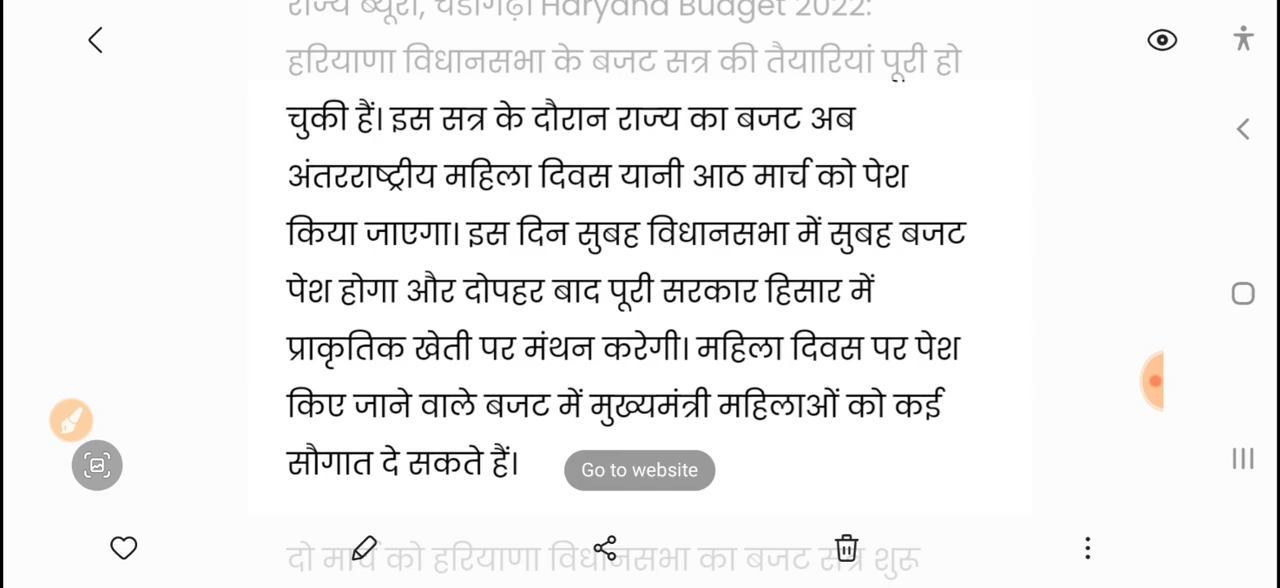 राज्य ब्यूरो, चंडीगढ़। Haryana Budget 2022:
हरियाणा विधानसभा के बजट सत्र की तैयारियां पूरी हो
चुकी हैं। इस सत्र के दौरान राज्य का बजट अब
अंतरराष्ट्रीय महिला दिवस यानी आठ मार्च को पेश
किया जाएगा। इस दिन सुबह विधानसभा में सुबह बजट
पेश होगा और दोपहर बाद पूरी सरकार हिसार में
प्राकृतिक खेती पर मंथन करेगी। महिला दिवस पर पेश
किए जाने वाले बजट में मुख्यमंत्री महिलाओं को कई
सौगात दे सकते हैं।
Go to website
दो मार्च को हरियाणा विधानसभा का बजट सत्र शुरू